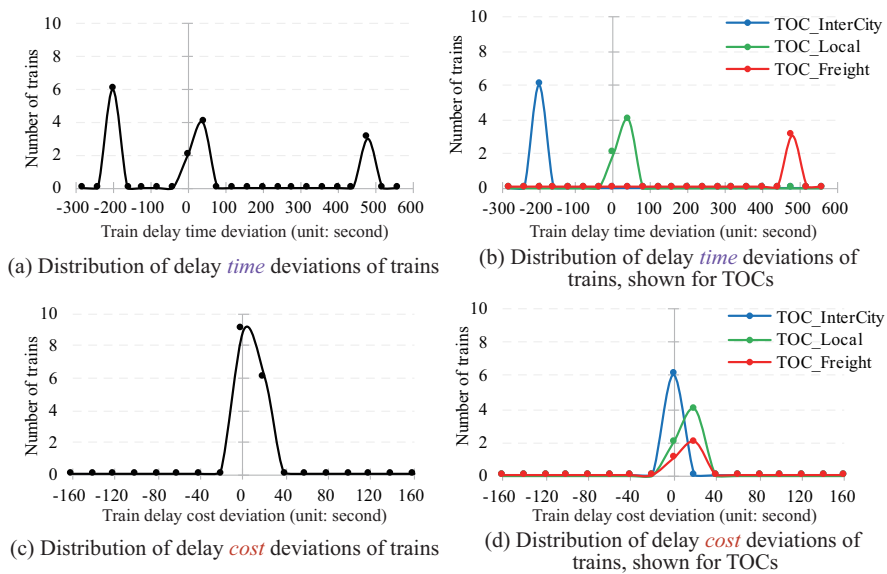 10
8
6
4
2
0
Number of trains
-300 -200 -100 0 100 200 300 400 500 600
Train delay time deviation (unit: second)
(a) Distribution of delay time deviations of trains
10
8
6
4
2
0
Number of trains
TOC_InterCity
TOC_Local
TOC_Freight
-300 -200 -100 0 100 200 300 400 500 600
Train delay time deviation (unit: second)
(b) Distribution of delay time deviations of
trains, shown for TOCs
10
8
6
4
2
0
Number of trains
-160 -120 -80 -40 0 40 80 120 160
Train delay cost deviation (unit: second)
(c) Distribution of delay cost deviations of trains
10
8
6
4
2
0
Number of trains
TOC_InterCity
TOC_Local
TOC_Freight
-160 -120 -80 -40 0 40 80 120 160
Train delay cost deviation (unit: second)
(d) Distribution of delay cost deviations of
trains, shown for TOCs